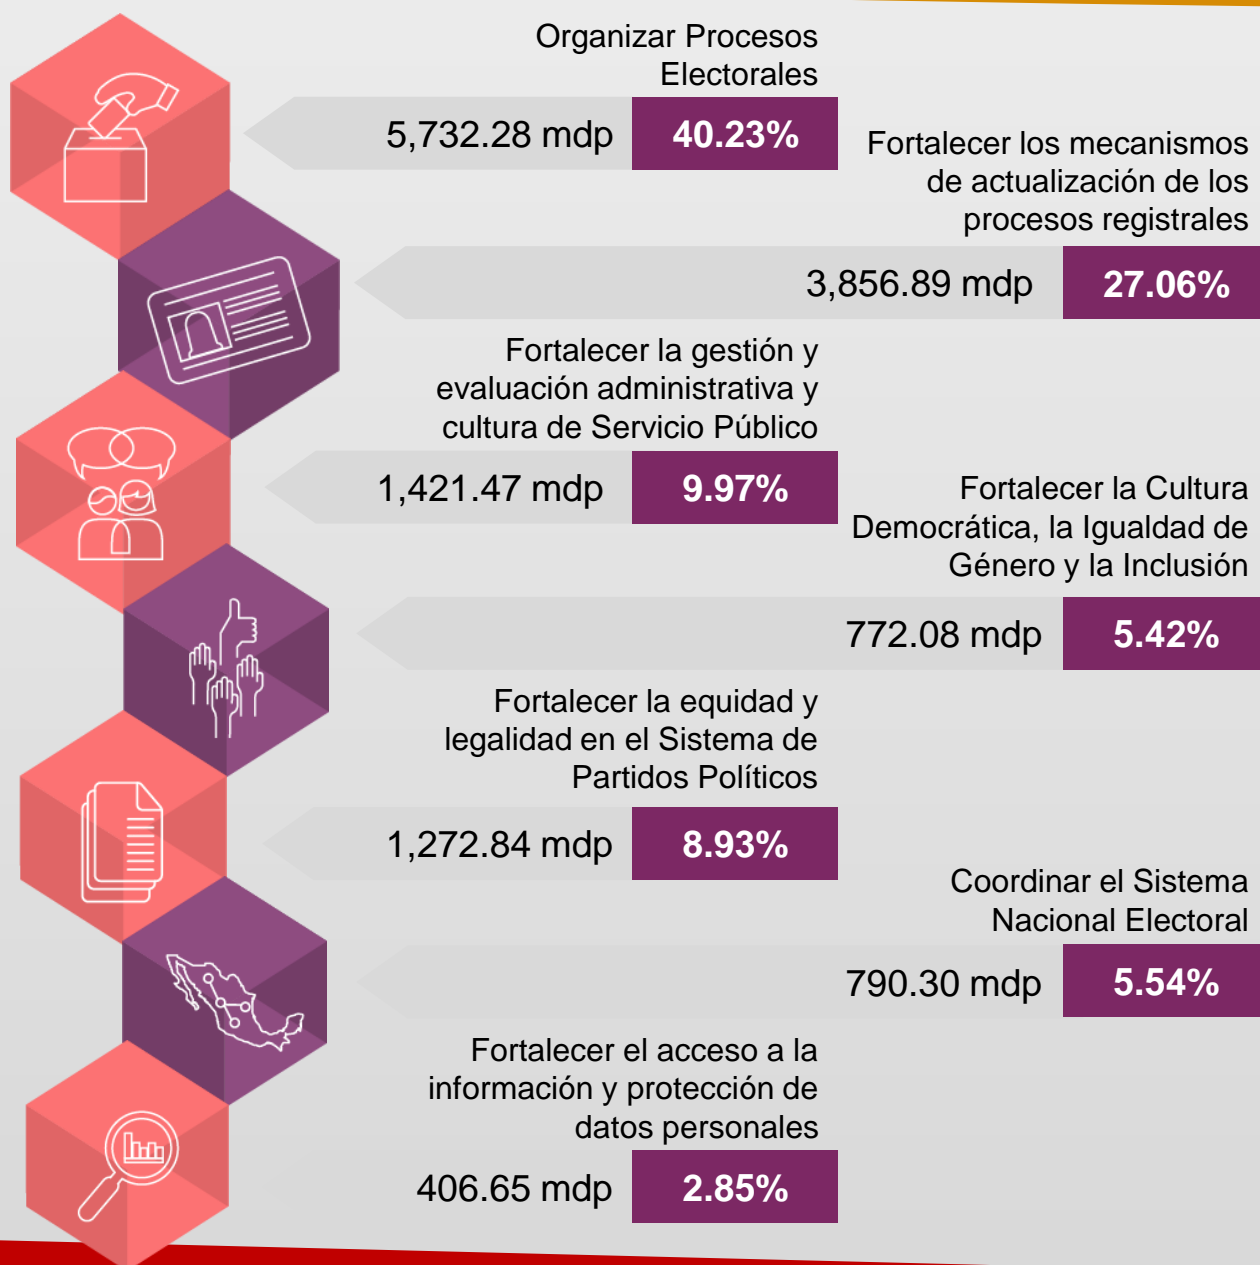 Organizar Procesos
Electorales
5,732.28 mdp
40.23%
Fortalecer los mecanismos
de actualización de los
procesos registrales
3,856.89 mdp
27.06%
Fortalecer la gestión y
evaluación administrativa y
cultura de Servicio Público
1,421.47 mdp
9.97%
Fortalecer la Cultura
Democrática, la Igualdad de
Género y la Inclusión
772.08 mdp
5.42%
Fortalecer la equidad y
legalidad en el Sistema de
Partidos Políticos
1,272.84 mdp
8.93%
Coordinar el Sistema
Nacional Electoral
790.30 mdp
5.54%
Fortalecer el acceso a la
información y protección de
datos personales
406.65 mdp
2.85%